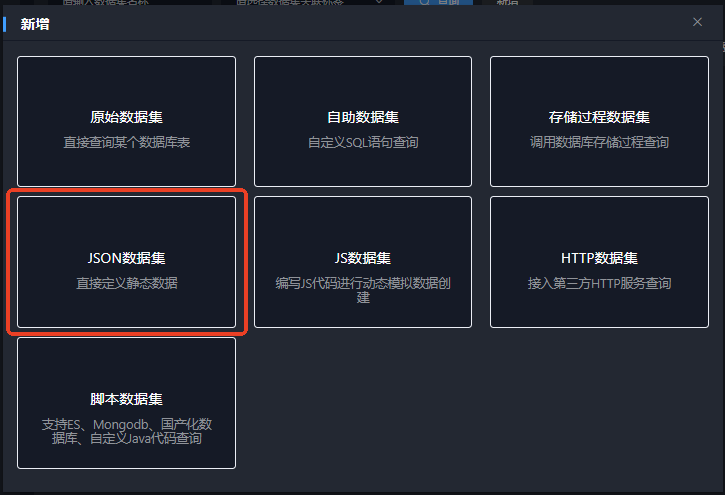 新增
原始数据集
直接查询某个数据库表
自助数据集
自定义SQL语句查询
存储过程数据集
调用数据库存储过程查询
JSON数据集
直接定义静态数据
JS数据集
编写JS代码进行动态模拟数据创
建
HTTP数据集
接入第三方HTTP服务查询
脚本数据集
支持ES、Mongodb、国产化数
据库、自定义Java代码查询